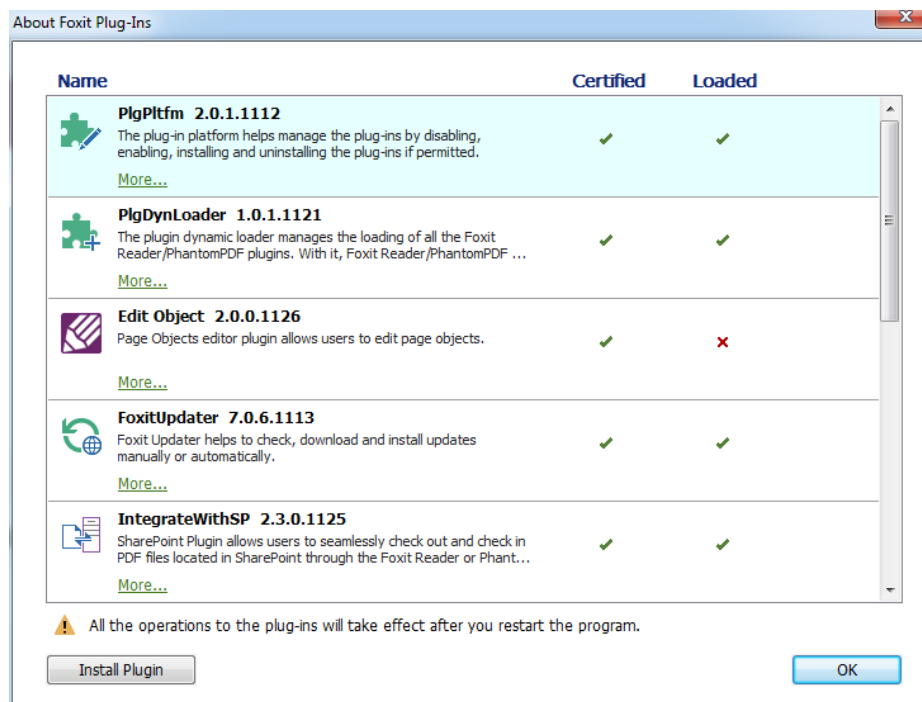 About Foxit Plug-Ins
Name Certified Loaded
PlgPltfm 2.0.1.1112
The plug-in platform helps manage the plug-ins by disabling,
enabling, installing and uninstalling the plug-ins if permitted.
More...
PlgDynLoader 1.0.1.1121
The plugin dynamic loader manages the loading of all the Foxit
Reader/PhantomPDF plugins. With it, Foxit Reader/PhantomPDF ...
More...
Edit Object 2.0.0.1126
Page Objects editor plugin allows users to edit page objects.
More...
FoxitUpdater 7.0.6.1113
Foxit Updater helps to check, download and install updates
manually or automatically.
More...
IntegrateWithSP 2.3.0.1125
SharePoint Plugin allows users to seamlessly check out and check in
PDF files located in SharePoint through the Foxit Reader or Phant...
More...
All the operations to the plug-ins will take effect after you restart the program.
Install Plugin OK